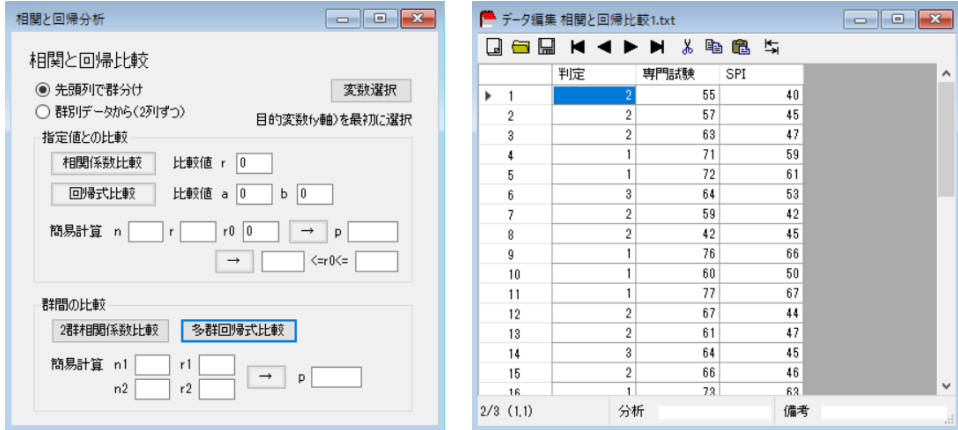 相関と回帰分析
相関と回帰比較
先頭列で群分け
変数選択
群別データから(2列ずつ)
目的変数(y軸)を最初に選択
指定値との比較
相関係数比較 比較値 r 0
回帰式比較 比較値 a 0 b 0
簡易計算 n r r0 0 → p
→ <=r0<=
群間の比較
2群相関係数比較 多群回帰式比較
簡易計算 n1 r1
→ p
n2 r2
データ編集 相関と回帰比較1.txt
判定 専門試験 SPI
1 2 55 40
2 2 57 45
3 2 63 47
4 1 71 59
5 1 72 61
6 3 64 53
7 2 59 42
8 2 42 45
9 1 76 66
10 1 60 50
11 1 77 67
12 2 67 44
13 2 61 47
14 3 64 45
15 2 66 46
16 1 73 63
2/3 (1,1) 分析 備考